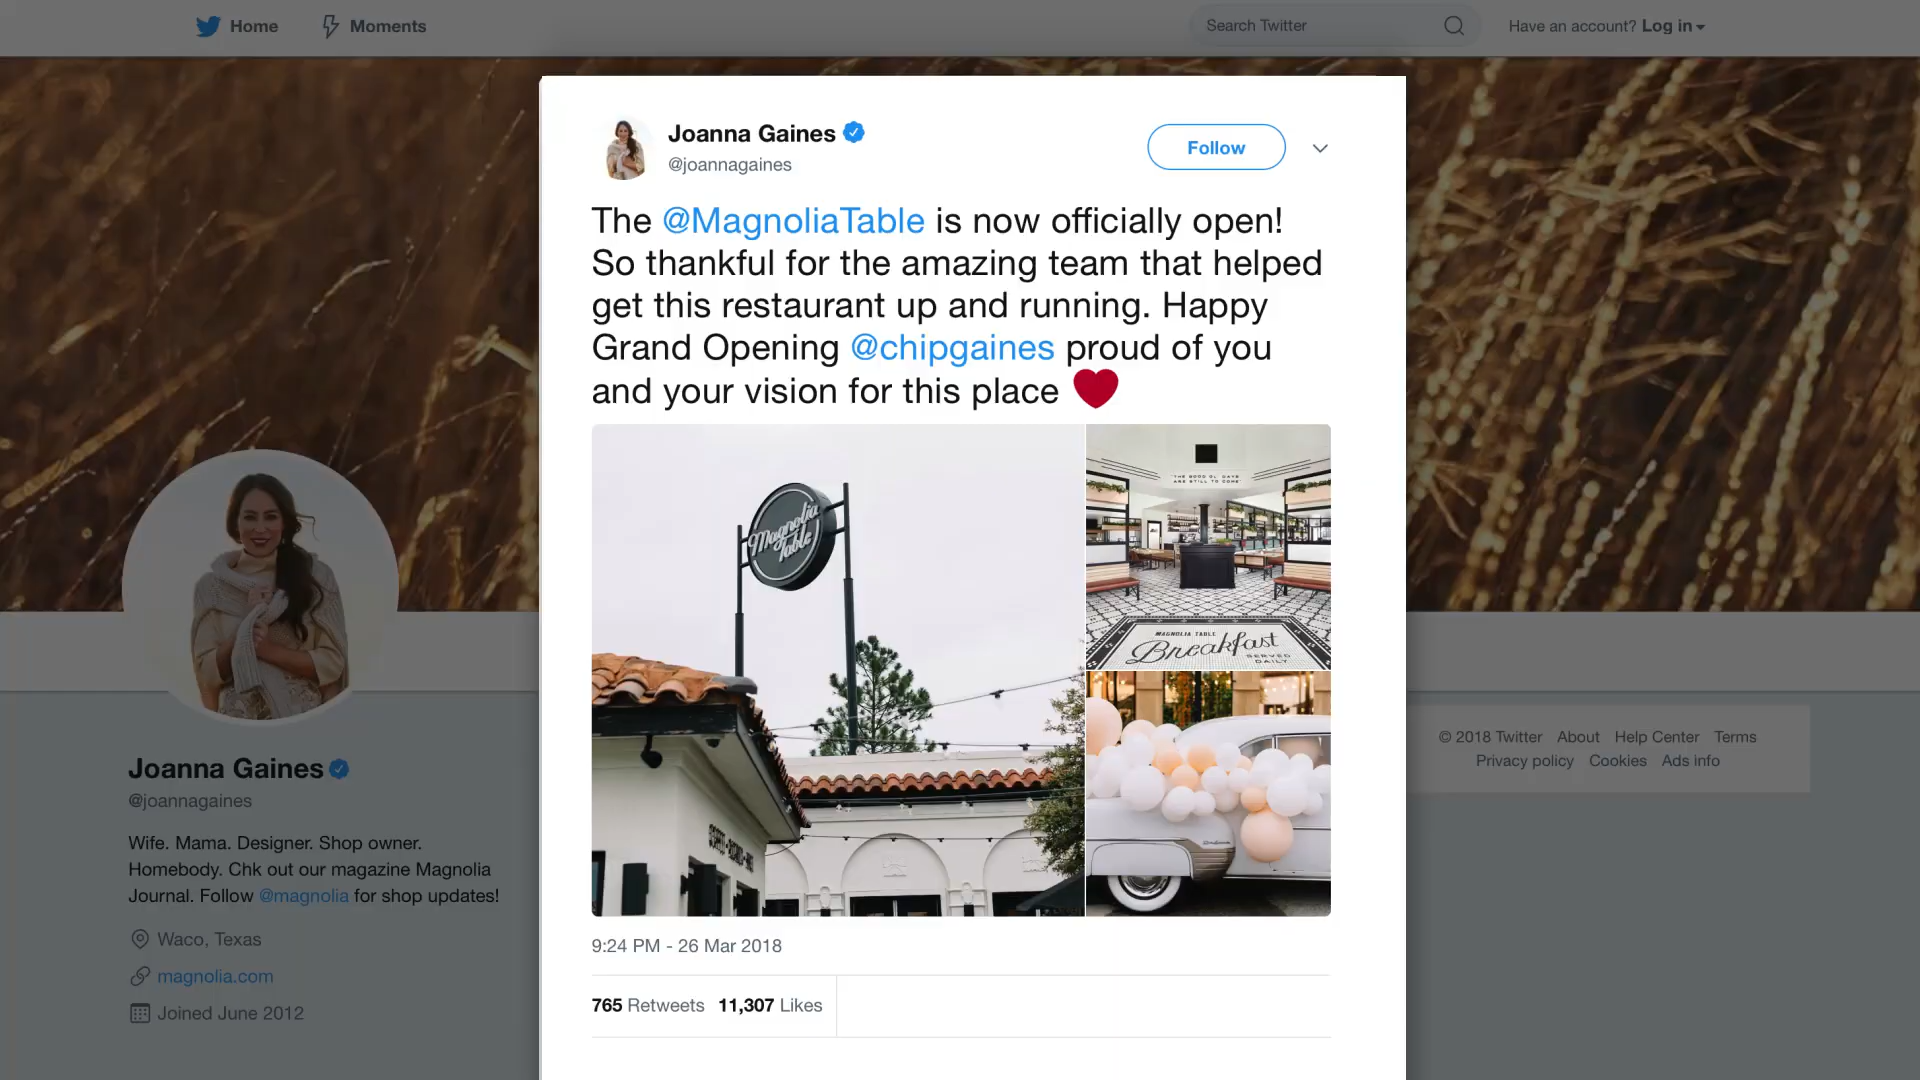 Home
Moments
Search Twitter
Have an account? Log in
Joanna Gaines
@joannagaines
Follow
The @MagnoliaTable is now officially open!
So thankful for the amazing team that helped
get this restaurant up and running. Happy
Grand Opening @chipgaines proud of you
and your vision for this place
Magnolia
Table
"THE GOOD OL' DAYS
ARE STILL TO COME"
MAGNOLIA TABLE
Breakfast
SERVED
DAILY
9:24 PM - 26 Mar 2018
765 Retweets 11,307 Likes
Joanna Gaines
@joannagaines
Wife. Mama. Designer. Shop owner.
Homebody. Chk out our magazine Magnolia
Journal. Follow @magnolia for shop updates!
Waco, Texas
magnolia.com
Joined June 2012
© 2018 Twitter About Help Center Terms
Privacy policy Cookies Ads info